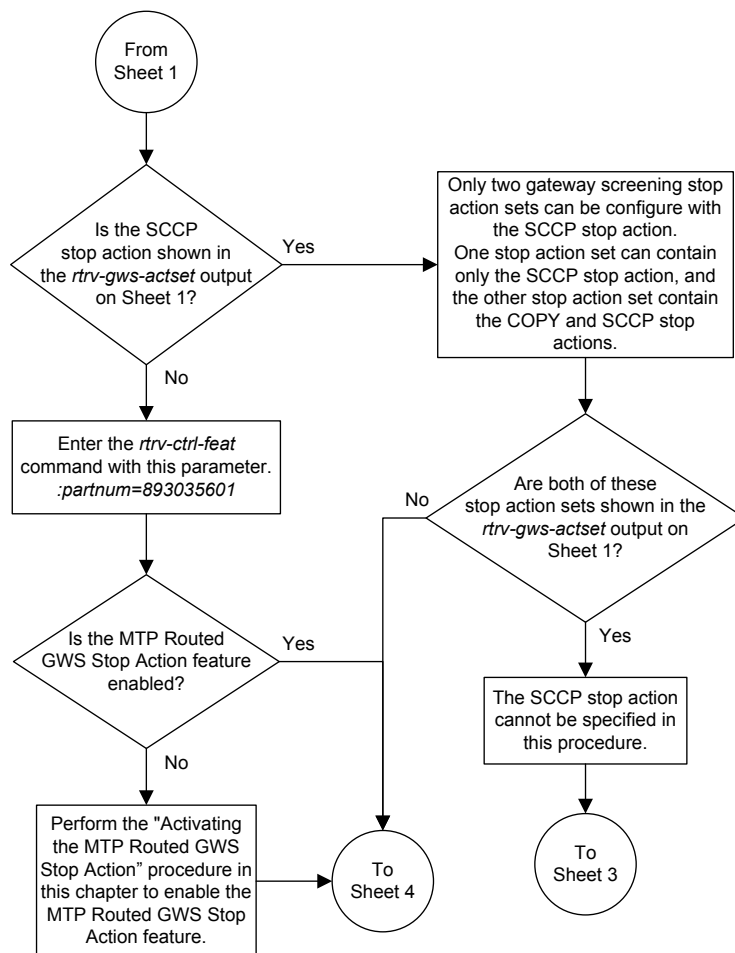 From
Sheet 1
Is the SCCP
stop action shown in
the rtrv-gws-actset output
on Sheet 1?
Yes
No
Only two gateway screening stop
action sets can be configure with
the SCCP stop action.
One stop action set can contain
only the SCCP stop action, and
the other stop action set contain
the COPY and SCCP stop
actions.
Enter the rtrv-ctrl-feat
command with this parameter.
:partnum=893035601
Are both of these
stop action sets shown in the
rtrv-gws-actset output on
Sheet 1?
No
Yes
Is the MTP Routed
GWS Stop Action feature
enabled?
Yes
No
The SCCP stop action
cannot be specified in
this procedure.
Perform the "Activating
the MTP Routed GWS
Stop Action” procedure in
this chapter to enable the
MTP Routed GWS Stop
Action feature.
To
Sheet 4
To
Sheet 3